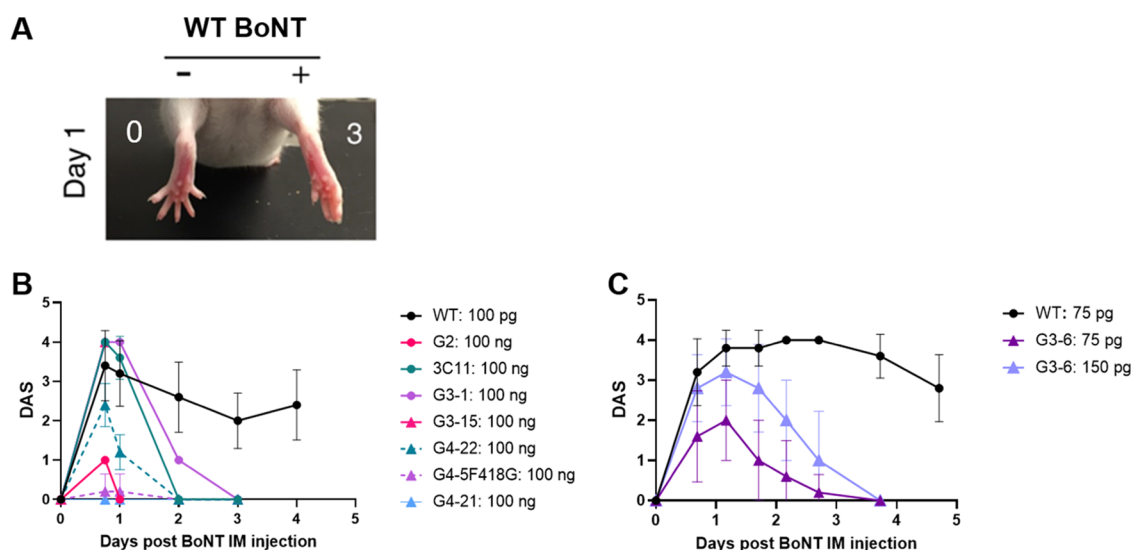 A
WT BoNT
- +
Day 1
0 3
B
DAS
5
4
3
2
1
0
0 1 2 3 4 5
Days post BoNT IM injection
WT: 100 pg
G2: 100 ng
3C11: 100 ng
G3-1: 100 ng
G3-15: 100 ng
G4-22: 100 ng
G4-5F418G: 100 ng
G4-21: 100 ng
C
DAS
5
4
3
2
1
0
0 1 2 3 4 5
Days post BoNT IM injection
WT: 75 pg
G3-6: 75 pg
G3-6: 150 pg